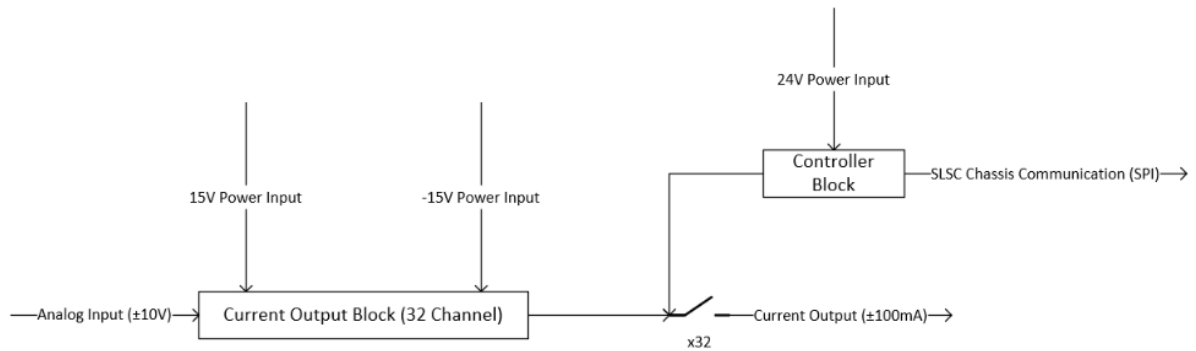 24V Power Input
Controller
Block
SLSC Chassis Communication (SPI)
15V Power Input
-15V Power Input
Analog Input (±10V)
Current Output Block (32 Channel)
Current Output (±100mA)
x32